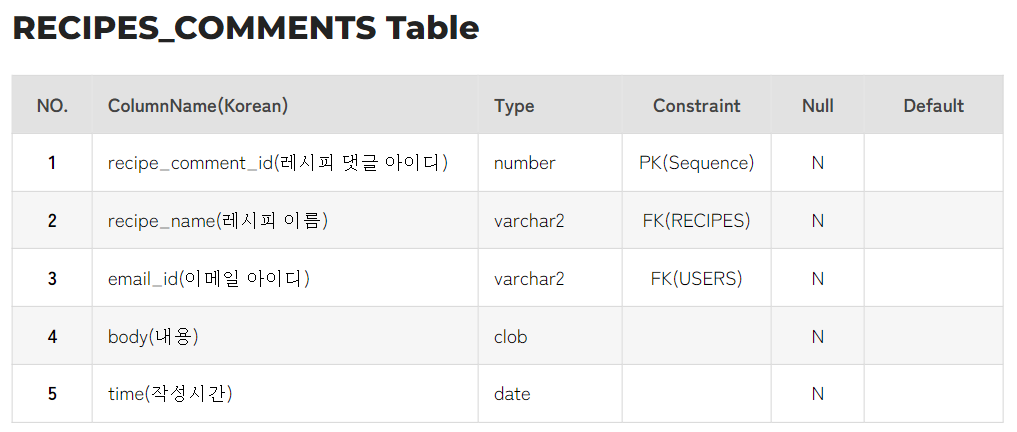 RECIPES_COMMENTS Table
NO. ColumnName(Korean) Type Constraint Null Default
1 recipe_comment_id(레시피 댓글 아이디) number PK(Sequence) N
2 recipe_name(레시피 이름) varchar2 FK(RECIPES) N
3 email_id(이메일 아이디) varchar2 FK(USERS) N
4 body(내용) clob N
5 time(작성시간) date N